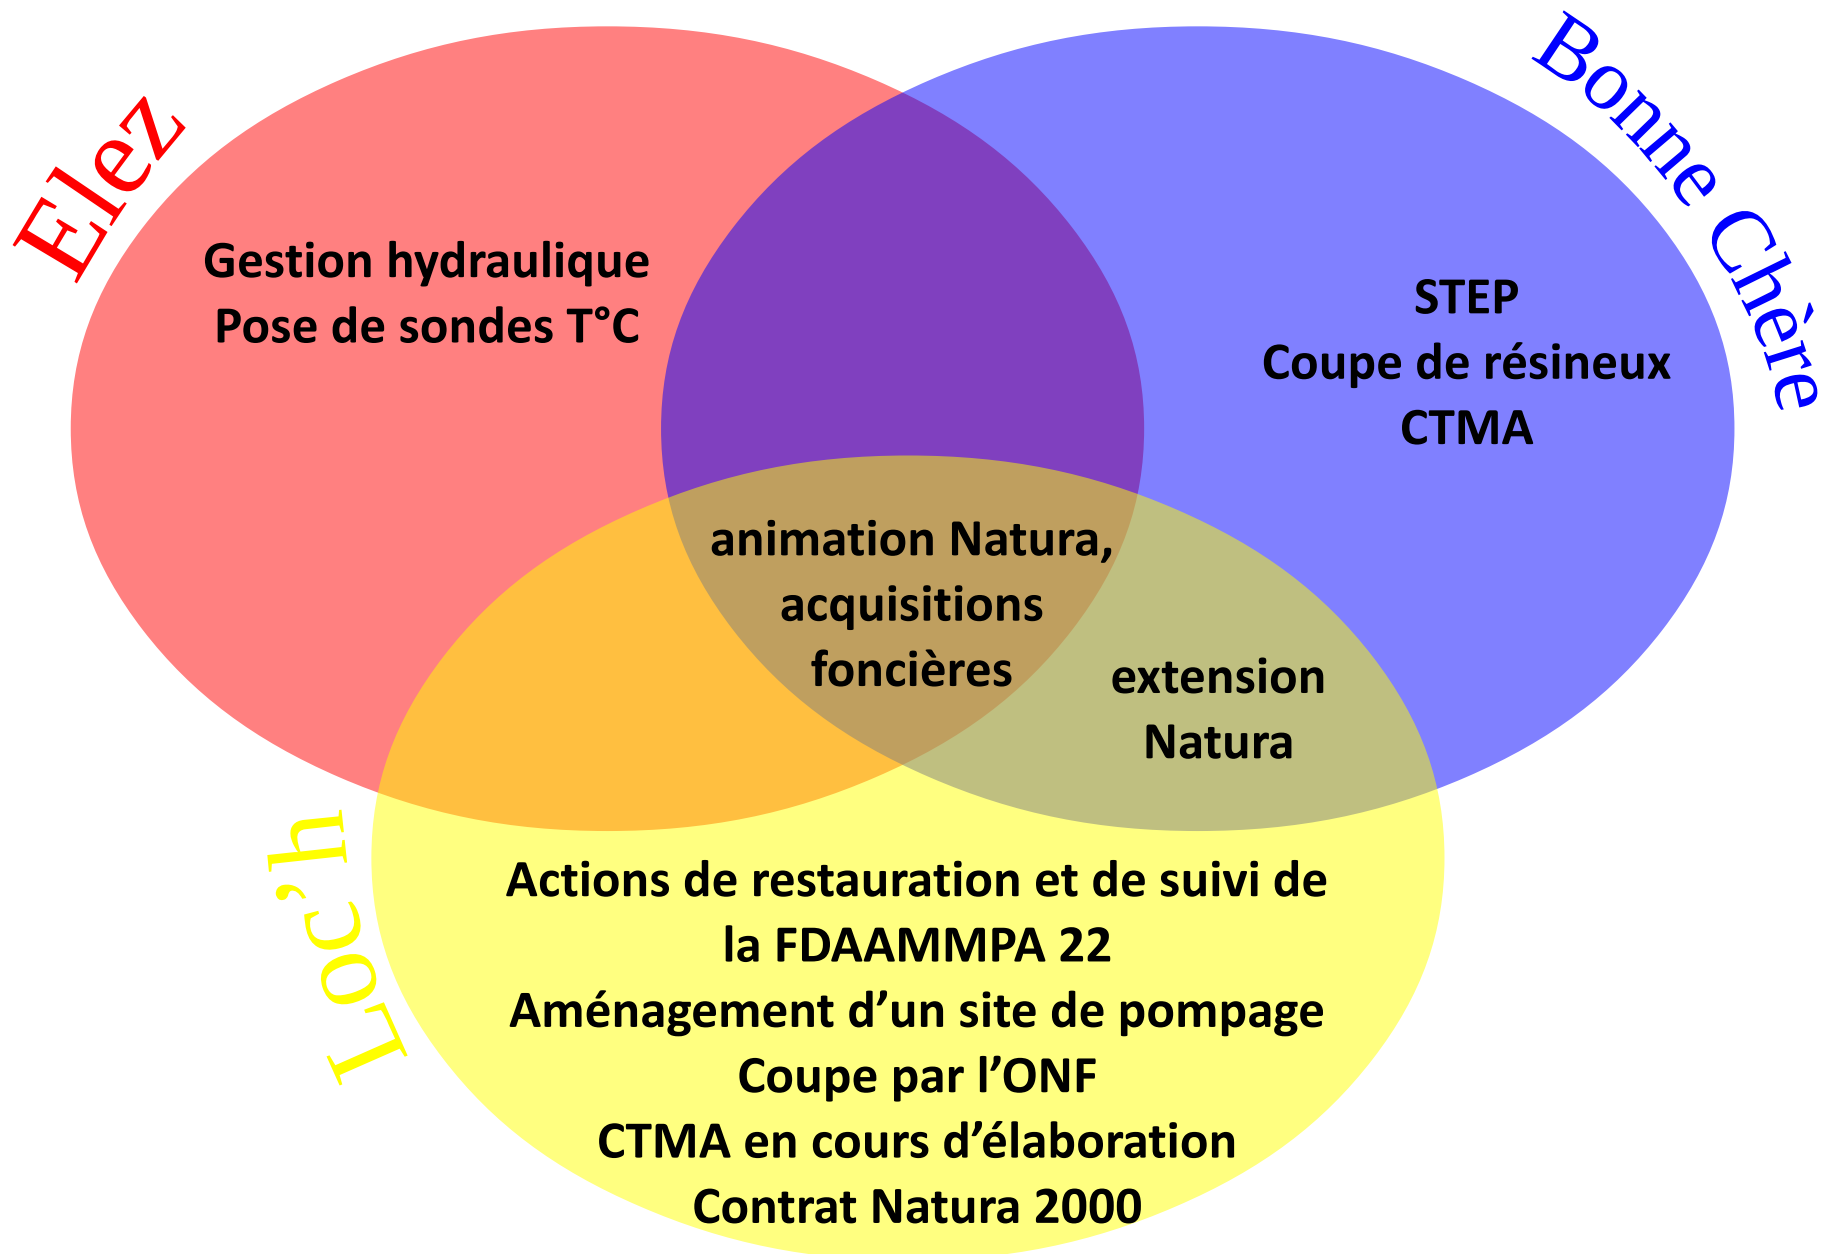 Elez
Bonne Chère
Gestion hydraulique
Pose de sondes T°C
STEP
Coupe de résineux
CTMA
animation Natura,
acquisitions
foncières
extension
Natura
Loc’h
Actions de restauration et de suivi de
la FDAAMMPA 22
Aménagement d’un site de pompage
Coupe par l’ONF
CTMA en cours d’élaboration
Contrat Natura 2000